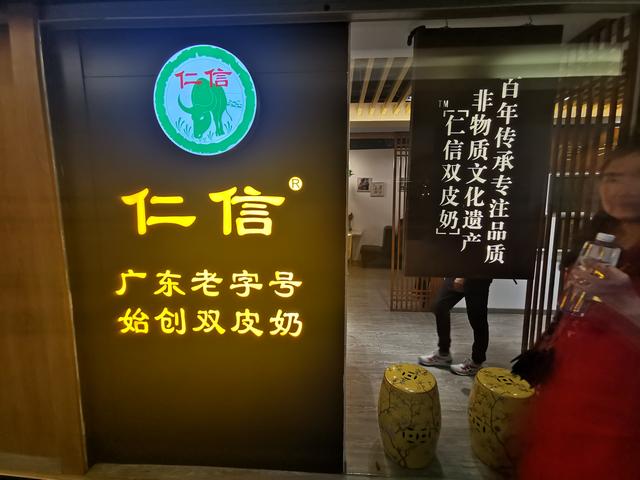 仁信
仁信®
广东老字号
始创双皮奶
百年传承专注品质
非物质文化遗产
TM「仁信双皮奶」